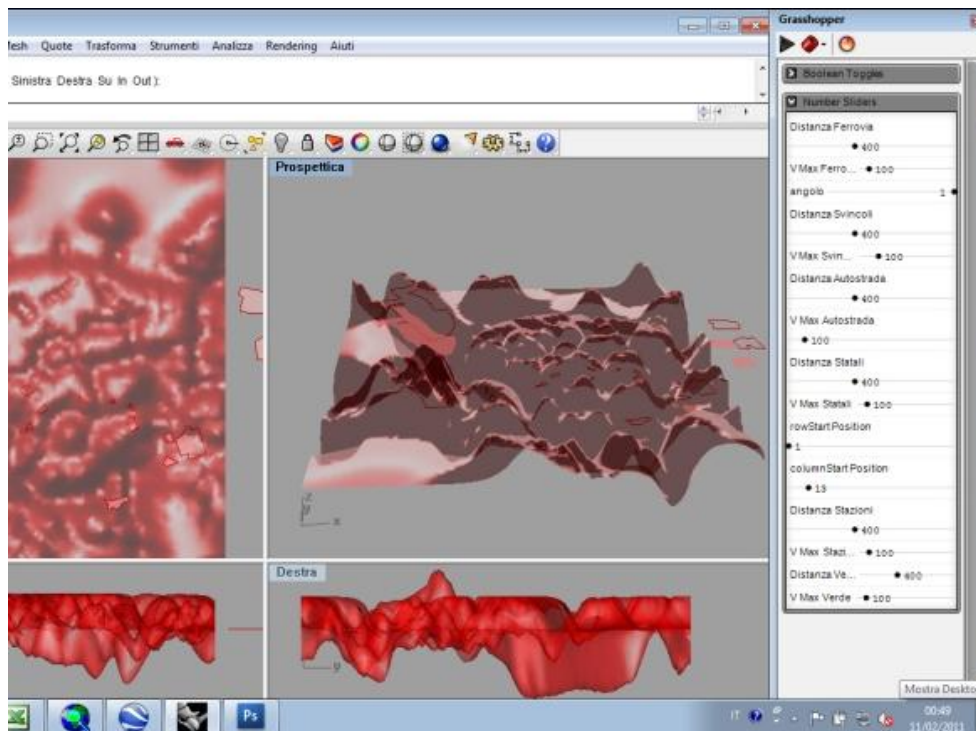 Grasshopper
Mesh Quote Trasforma Strumenti Analizza Rendering Aiuti
Sinistra Destra Su In Out ):
Prospettica
z
y
x
Destra
y
Boolean Toggles
Number Sliders
Distanza Ferrovia
400
V Max Ferro... 100
angolo 1
Distanza Svincoli
400
V Max Svin... 100
Distanza Autostrada
400
V Max Autostrada
100
Distanza Statali
400
V Max Statali 100
rowStart Position
1
columnStart Position
13
Distanza Stazioni
400
V Max Stazi... 100
Distanza Ve... 400
V Max Verde 100
Mostra Deskto
Ps
IT
00:49
11/02/2011